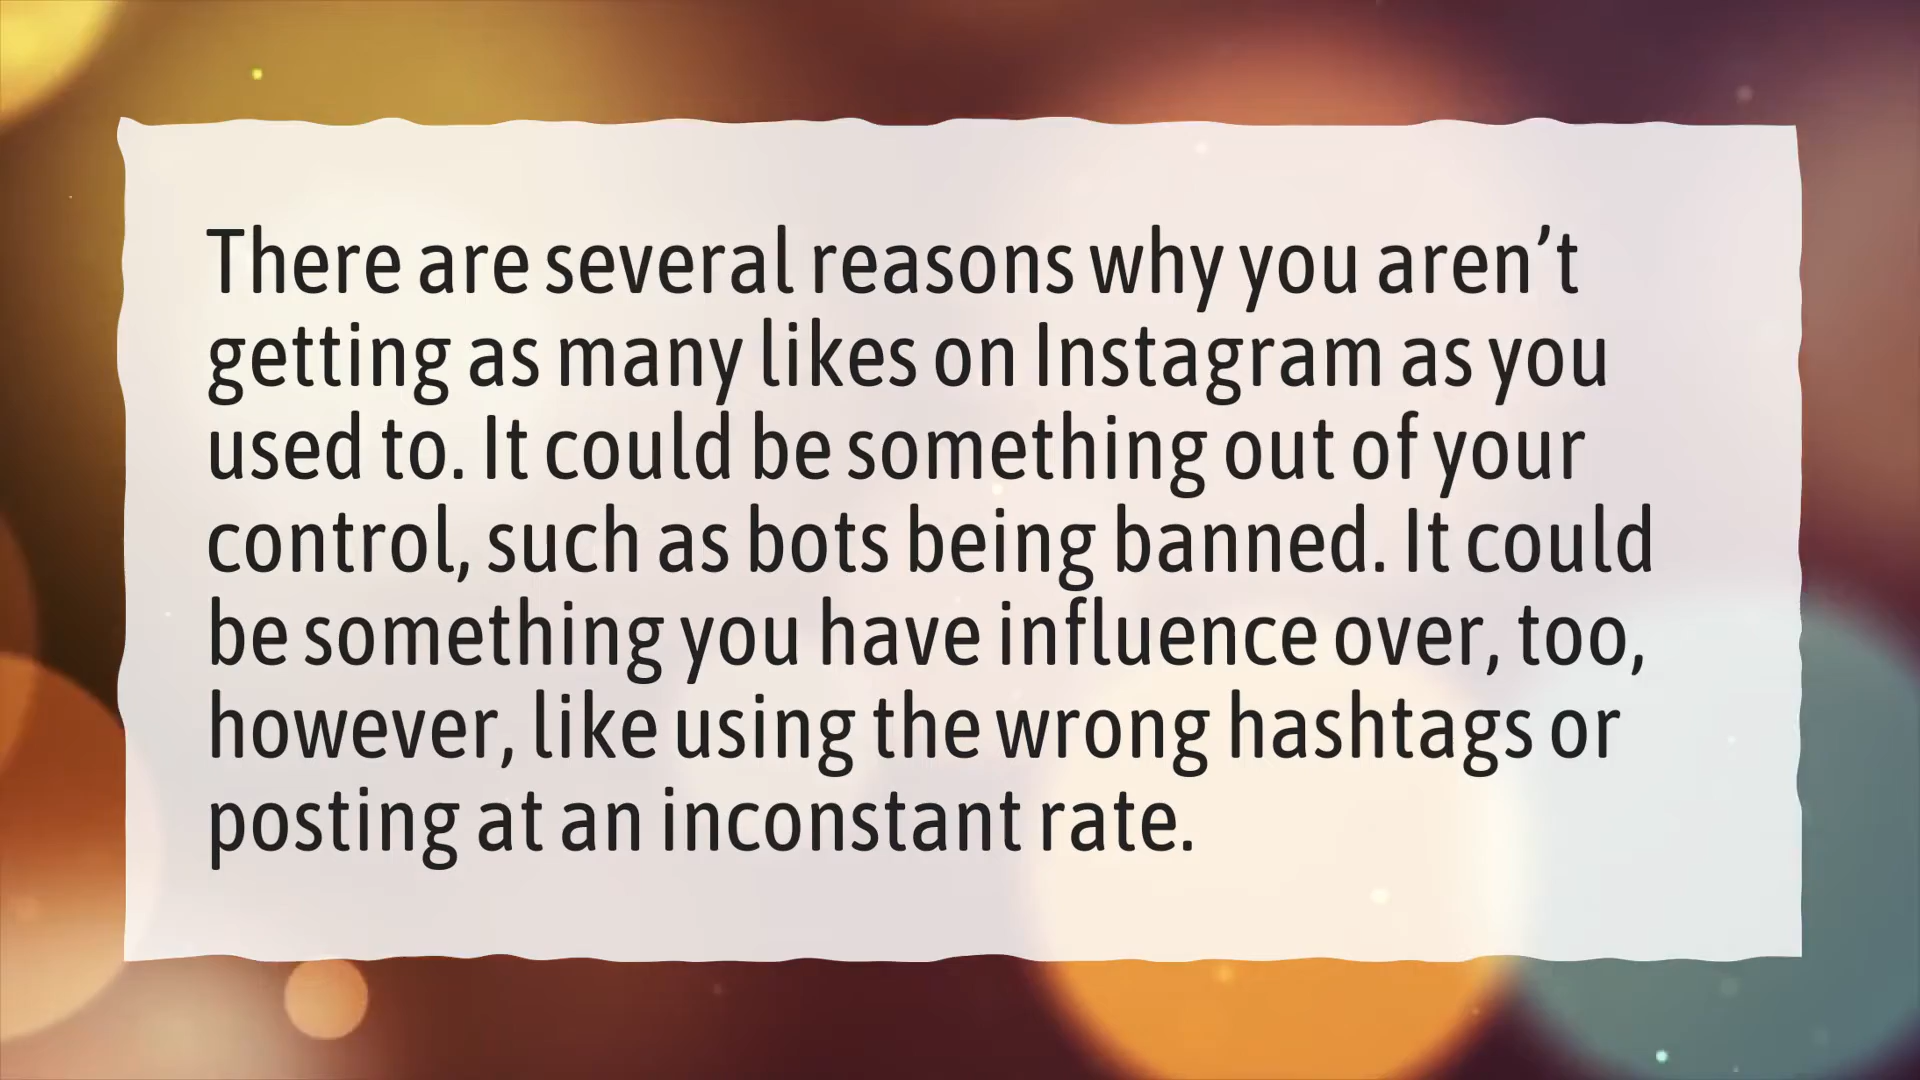 There are several reasons why you aren’t
getting as many likes on Instagram as you
used to. It could be something out of your
control, such as bots being banned. It could
be something you have influence over, too,
however, like using the wrong hashtags or
posting at an inconstant rate.